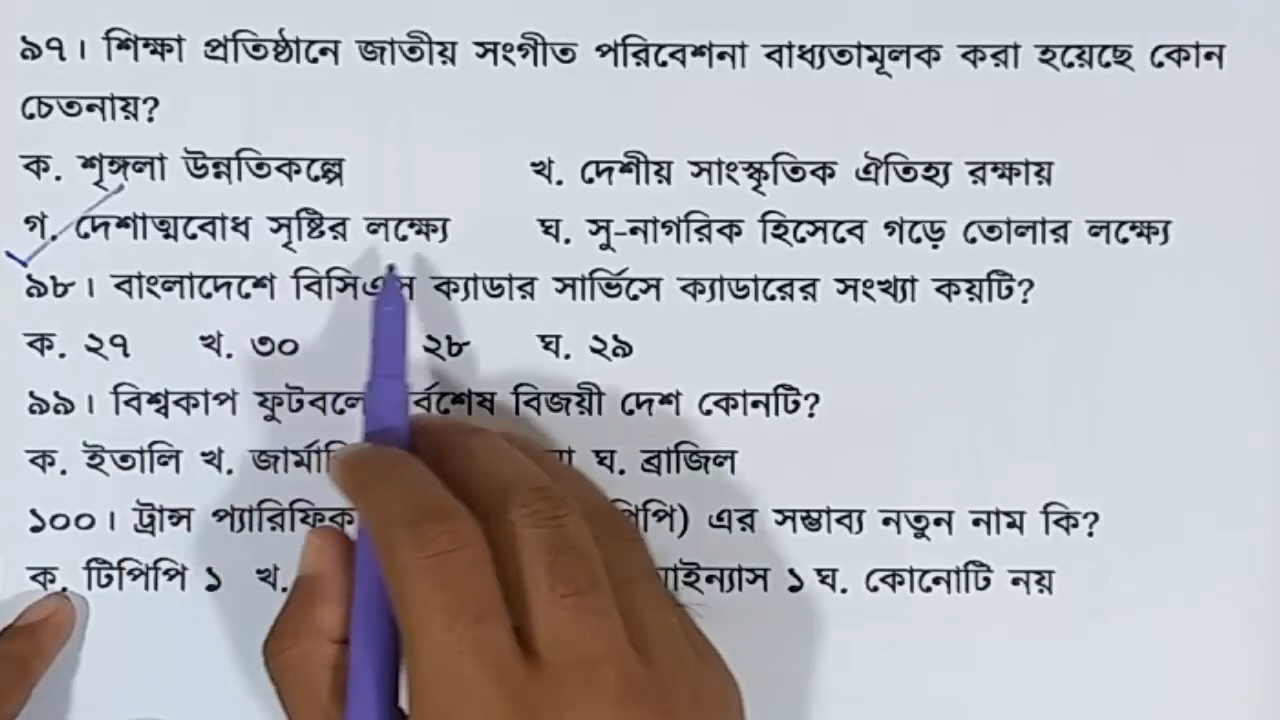 ৯৭। শিক্ষা প্রতিষ্ঠানে জাতীয় সংগীত পরিবেশনা বাধ্যতামূলক করা হয়েছে কোন
চেতনায়?
ক. শৃঙ্গলা উন্নতিকল্পে খ. দেশীয় সাংস্কৃতিক ঐতিহ্য রক্ষায়
গ. দেশাত্মবোধ সৃষ্টির লক্ষ্যে ঘ. সু-নাগরিক হিসেবে গড়ে তোলার লক্ষ্যে
৯৮। বাংলাদেশে বিসিএস ক্যাডার সার্ভিসে ক্যাডারের সংখ্যা কয়টি?
ক. ২৭ খ. ৩০ ২৮ ঘ. ২৯
৯৯। বিশ্বকাপ ফুটবলে বিজয়ী দেশ কোনটি?
ক. ইতালি খ. ঘ. ব্রাজিল
১০০। ট্রান্স প্যারিফিক এর সম্ভাব্য নতুন নাম কি?
ক. টিপিপি ১ খ. ১ ঘ. কোনোটি নয়